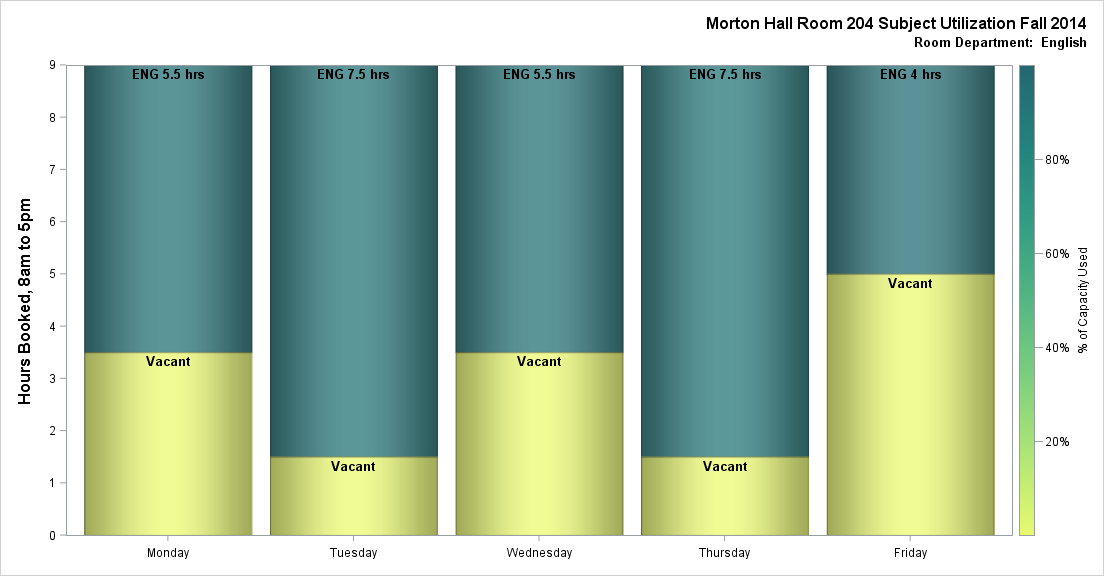 Morton Hall Room 204 Subject Utilization Fall 2014
Room Department:  English
Hours Booked, 8am to 5pm
9
8
7
6
5
4
3
2
1
0
ENG 5.5 hrs
ENG 7.5 hrs
ENG 5.5 hrs
ENG 7.5 hrs
ENG 4 hrs
Vacant
Vacant
Vacant
Vacant
Vacant
Monday
Tuesday
Wednesday
Thursday
Friday
80%
60%
40%
20%
% of Capacity Used